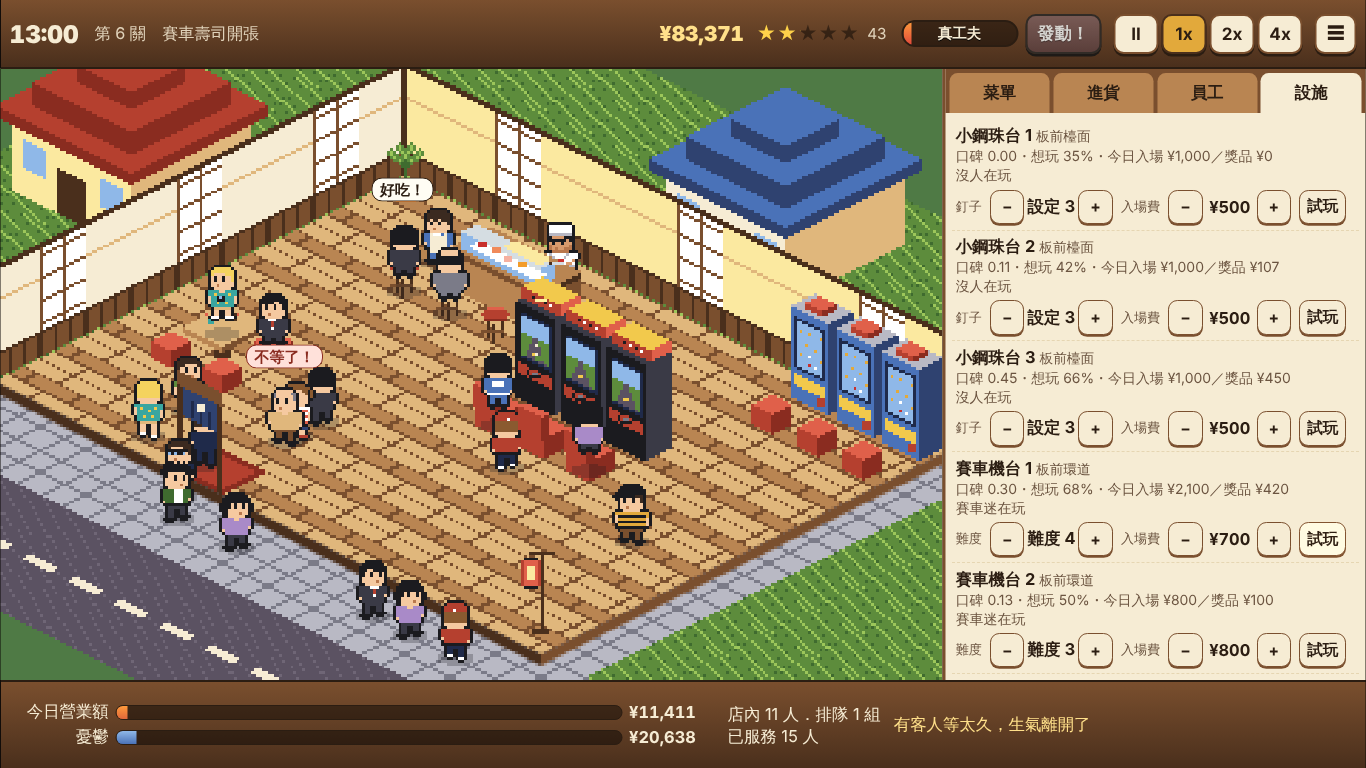 13:00 第 6 關 賽車壽司開張 ¥83,371 ★★★★★ 43 真工夫 發動！ II 1x 2x 4x
菜單 進貨 員工 設施
小鋼珠台 1 板前檯面
口碑 0.00・想玩 35%・今日入場 ¥1,000／獎品 ¥0
沒人在玩
釘子 − 設定 3 + 入場費 − ¥500 + 試玩
小鋼珠台 2 板前檯面
口碑 0.11・想玩 42%・今日入場 ¥1,000／獎品 ¥107
沒人在玩
釘子 − 設定 3 + 入場費 − ¥500 + 試玩
小鋼珠台 3 板前檯面
口碑 0.45・想玩 66%・今日入場 ¥1,000／獎品 ¥450
沒人在玩
釘子 − 設定 3 + 入場費 − ¥500 + 試玩
賽車機台 1 板前環道
口碑 0.30・想玩 68%・今日入場 ¥2,100／獎品 ¥420
賽車迷在玩
難度 − 難度 4 + 入場費 − ¥700 + 試玩
賽車機台 2 板前環道
口碑 0.13・想玩 50%・今日入場 ¥800／獎品 ¥100
賽車迷在玩
難度 − 難度 3 + 入場費 − ¥800 + 試玩
好吃！
不等了！
今日營業額 ¥11,411
憂鬱 ¥20,638
店內 11 人．排隊 1 組
已服務 15 人
有客人等太久，生氣離開了